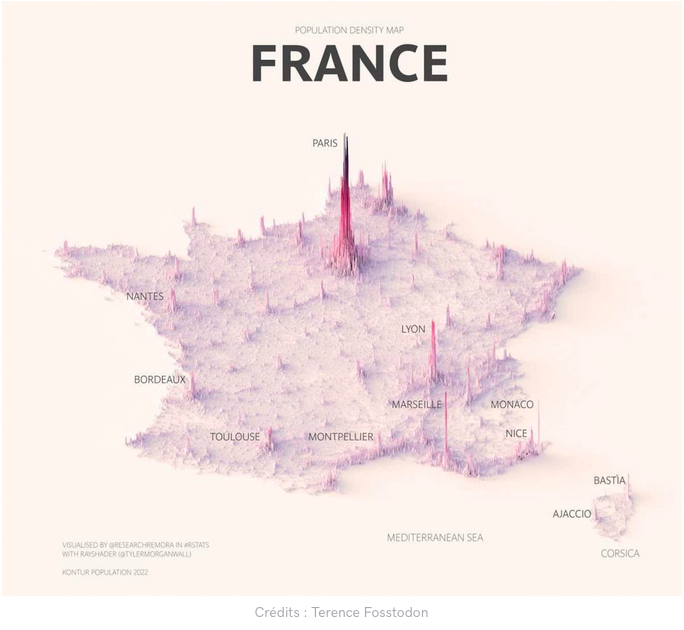 POPULATION DENSITY MAP
FRANCE
PARIS
NANTES
LYON
BORDEAUX
MARSEILLE
MONACO
TOULOUSE
MONTPELLIER
NICE
BASTÌA
AJACCIO
MEDITERRANEAN SEA
CORSICA
VISUALISED BY @RESEARCHREMORA IN #RSTATS
WITH RAYSHADER (@TYLERMORGANWALL)
KONTUR POPULATION 2022
Crédits : Terence Fosstodon